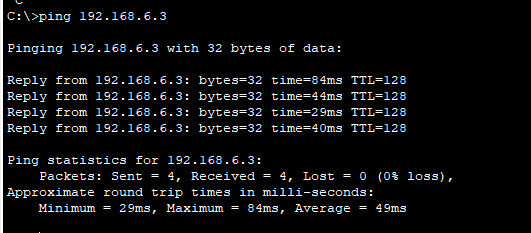 C:\>ping 192.168.6.3
Pinging 192.168.6.3 with 32 bytes of data:
Reply from 192.168.6.3: bytes=32 time=84ms TTL=128
Reply from 192.168.6.3: bytes=32 time=44ms TTL=128
Reply from 192.168.6.3: bytes=32 time=29ms TTL=128
Reply from 192.168.6.3: bytes=32 time=40ms TTL=128
Ping statistics for 192.168.6.3:
    Packets: Sent = 4, Received = 4, Lost = 0 (0% loss),
Approximate round trip times in milli-seconds:
    Minimum = 29ms, Maximum = 84ms, Average = 49ms